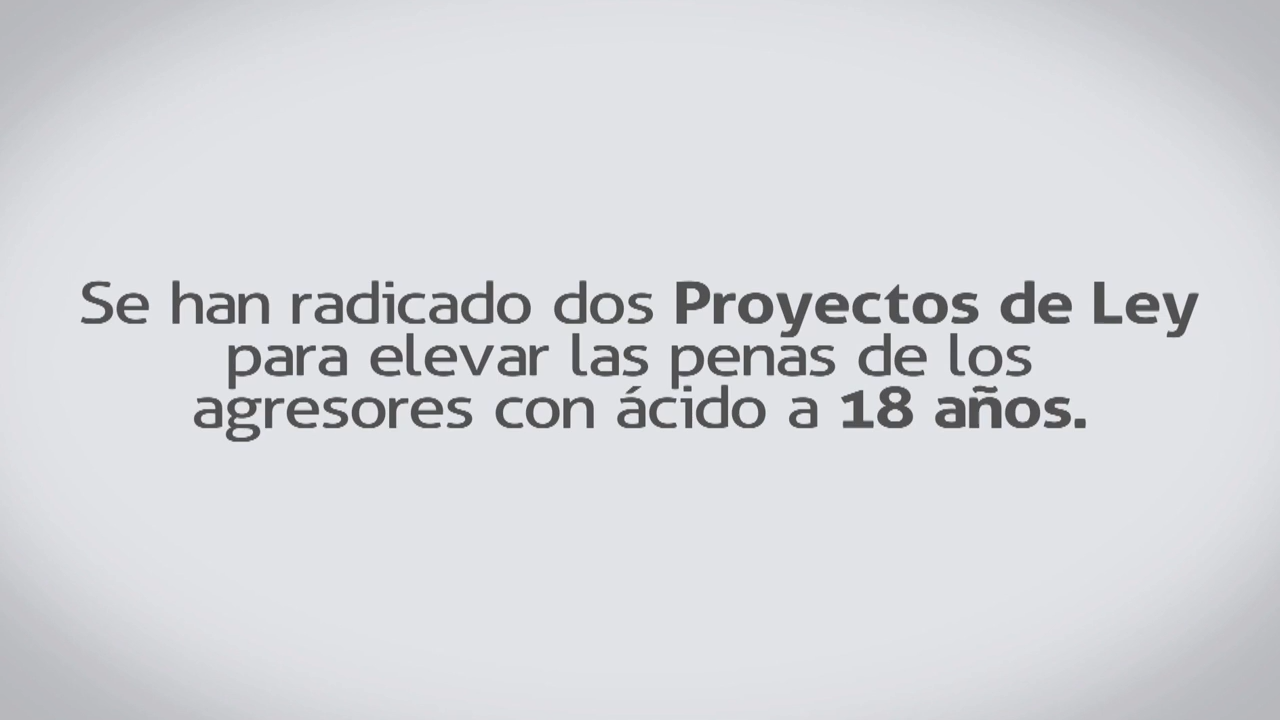 Se han radicado dos Proyectos de Ley
para elevar las penas de los
agresores con ácido a 18 años.